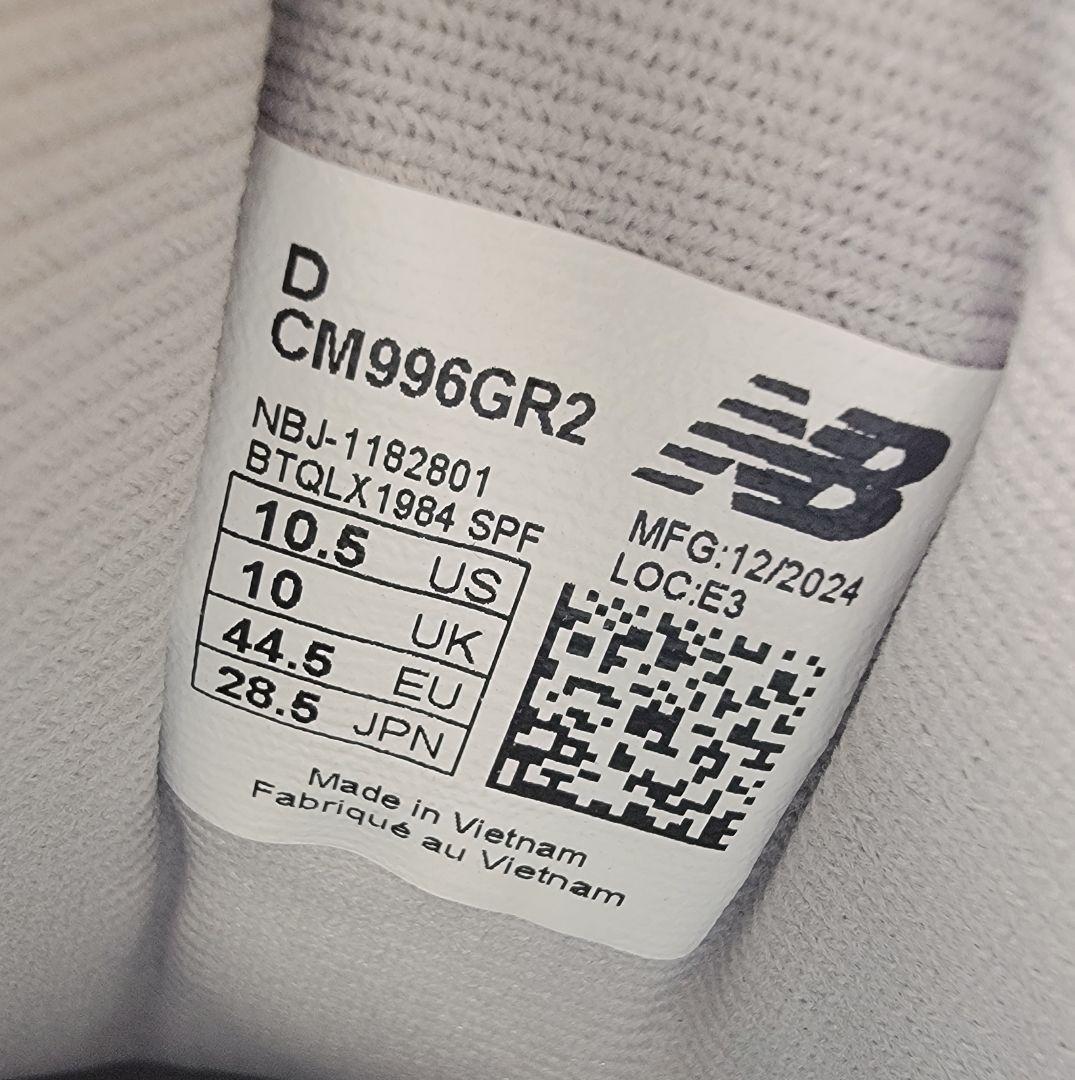 D
CM996GR2
NBJ-1182801
BTQLX1984 SPF
10.5 US
10 UK
44.5 EU
28.5 JPN
NB
MFG:12/2024
LOC:E3
Made in Vietnam
Fabriqué au Vietnam